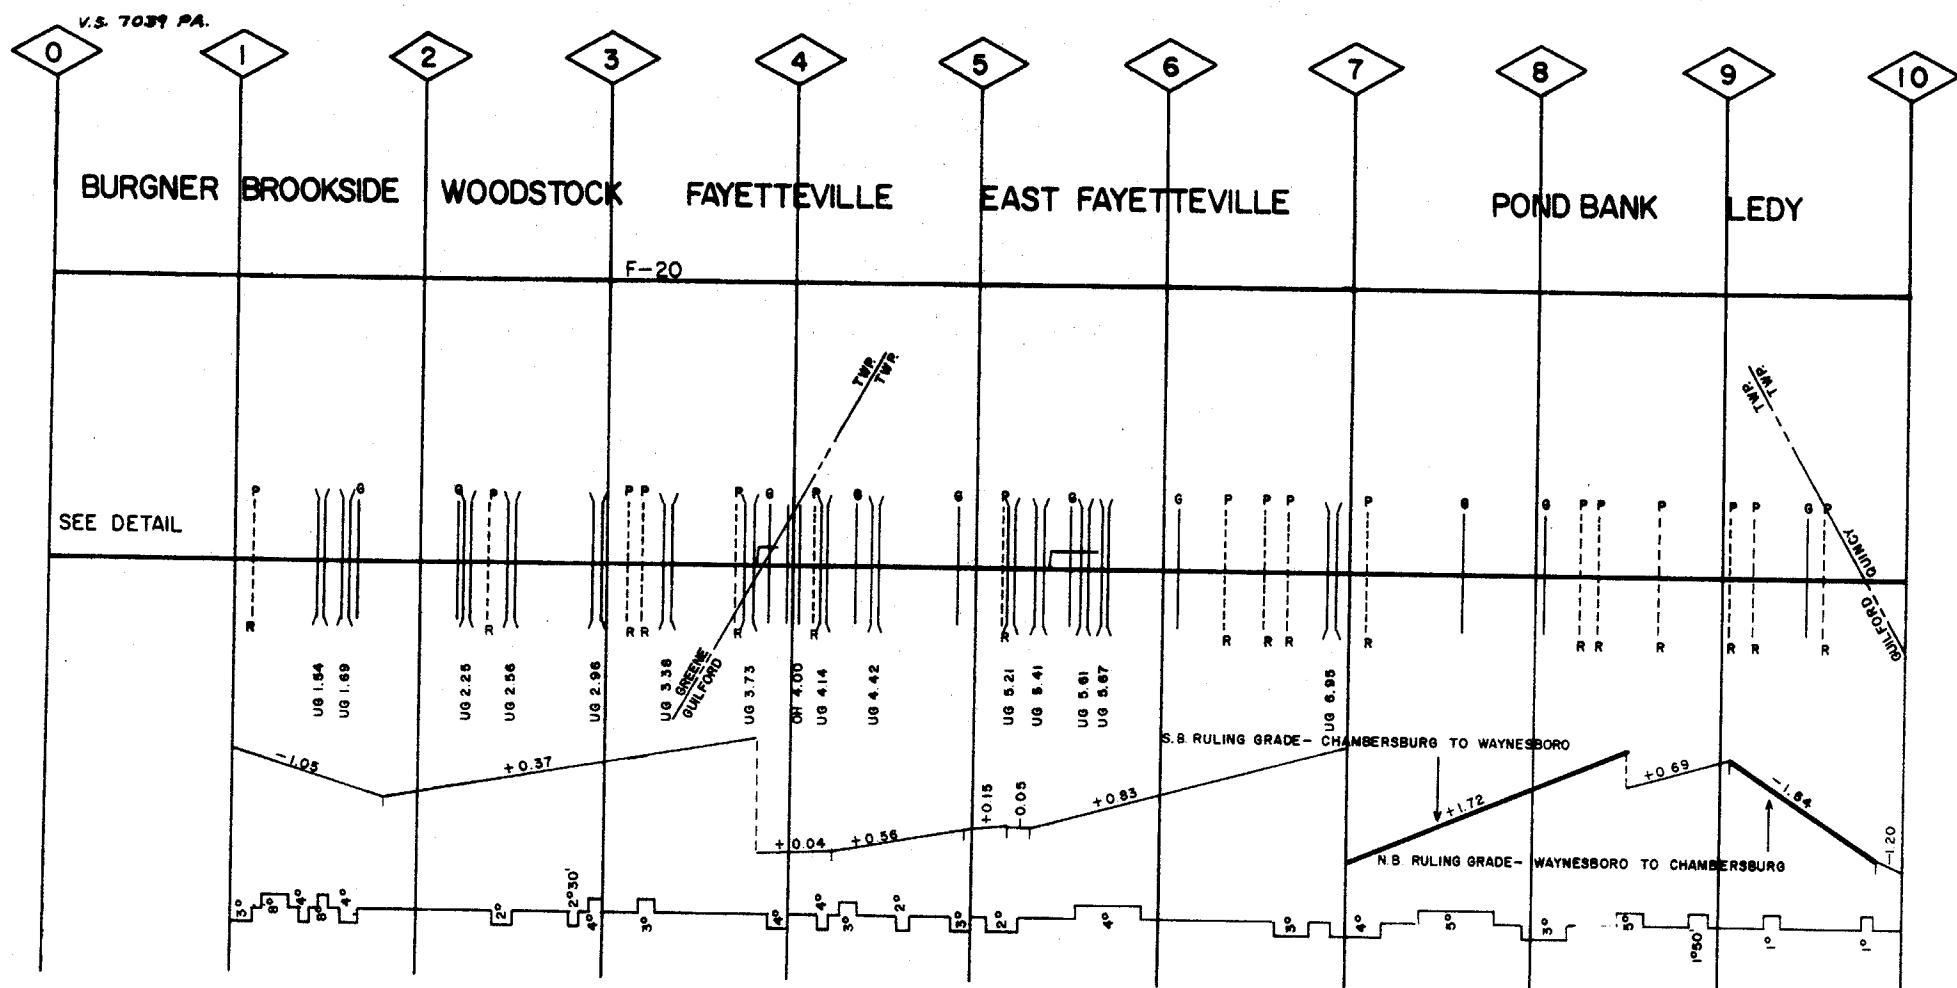 V.S. 7039 PA.
0 1 2 3 4 5 6 7 8 9 10
BURGNER BROOKSIDE WOODSTOCK FAYETTEVILLE EAST FAYETTEVILLE POND BANK LEDY
F-20
TWP.
TWP.
TWP.
TWP.
P G G P P P P G P G G P G G P P P P G G P P P P P G P
SEE DETAIL
QUINCY
GUILFORD
R R R R R R R R R R R R R R R R R
GREENE
GUILFORD
UG 1.54
UG 1.69
UG 2.25
UG 2.56
UG 2.96
UG 3.38
UG 3.73
OH 4.00
UG 4.14
UG 4.42
UG 5.21
UG 5.41
UG 5.61
UG 5.67
UG 6.95
S.B. RULING GRADE- CHAMBERSBURG TO WAYNESBORO
-1.05
+0.37
+0.04
+0.56
+0.15
-0.05
+0.83
+1.72
+0.69
-1.64
-1.20
N.B. RULING GRADE- WAYNESBORO TO CHAMBERSBURG
3° 8° 4° 8° 4° 2° 2°30' 4° 3° 4° 4° 3° 2° 3° 2° 4° 3° 4° 5° 3° 5° 1°50' 1° 1°